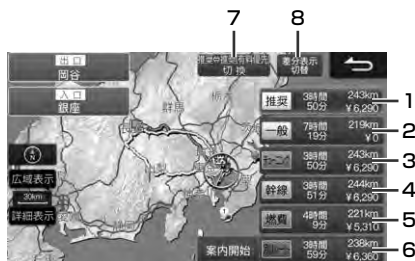 7
8
出口
岡谷
入口
銀座
推奨⇔推奨(有料優先)
切換
差分表示
切替
群馬
広域表示
30km
詳細表示
推奨 3時間50分 243km ¥6,290
1
一般 7時間19分 219km ¥0
2
3時間50分 243km ¥6,290
3
幹線 3時間51分 244km ¥6,290
4
燃費 4時間9分 221km ¥5,310
5
案内開始
3時間59分 238km ¥6,360
6